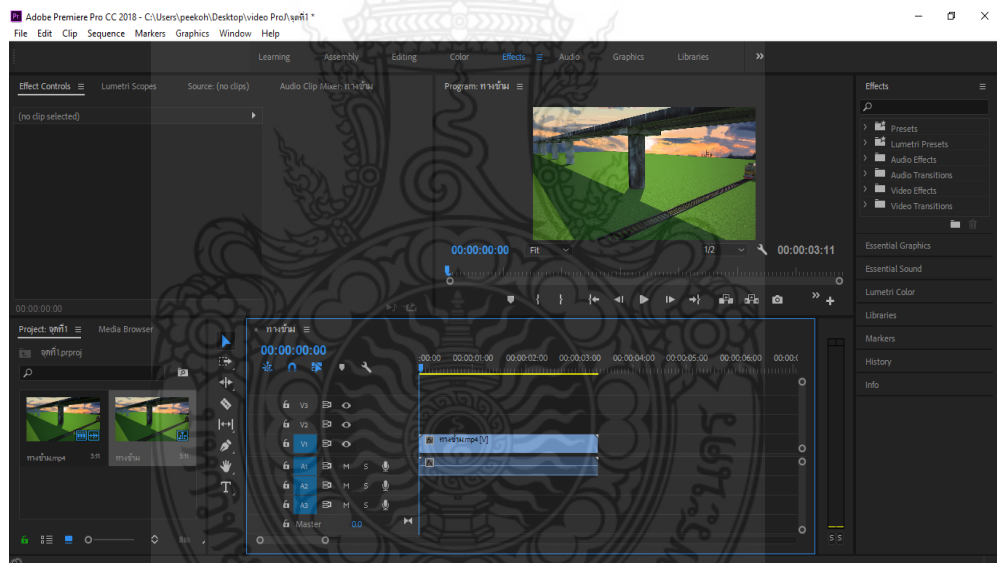 Adobe Premiere Pro CC 2018 - C:\Users\peekoh\Desktop\video ProJ\จุดที่1 *
File Edit Clip Sequence Markers Graphics Window Help
Learning Assembly Editing Color Effects Audio Graphics Libraries
Effect Controls Lumetri Scopes Source: (no clips) Audio Clip Mixer: ทางข้าม
Program: ทางข้าม
Effects
(no clip selected)
Presets
Lumetri Presets
Audio Effects
Audio Transitions
Video Effects
Video Transitions
00:00:00:00 Fit 1/2 00:00:03:11
Essential Graphics
Essential Sound
Lumetri Color
Libraries
Markers
History
Info
00:00:00:00
Project: จุดที่1 Media Browser
จุดที่1.prproj
ทางข้าม.mp4 3:11 ทางข้าม 3:11
ทางข้าม
00:00:00:00
:00:00 00:00:01:00 00:00:02:00 00:00:03:00 00:00:04:00 00:00:05:00 00:00:06:00 00:00:
V3
V2
V1 ทางข้าม.mp4 [V]
A1 M S
A2 M S
A3 M S
Master 0.0
S S